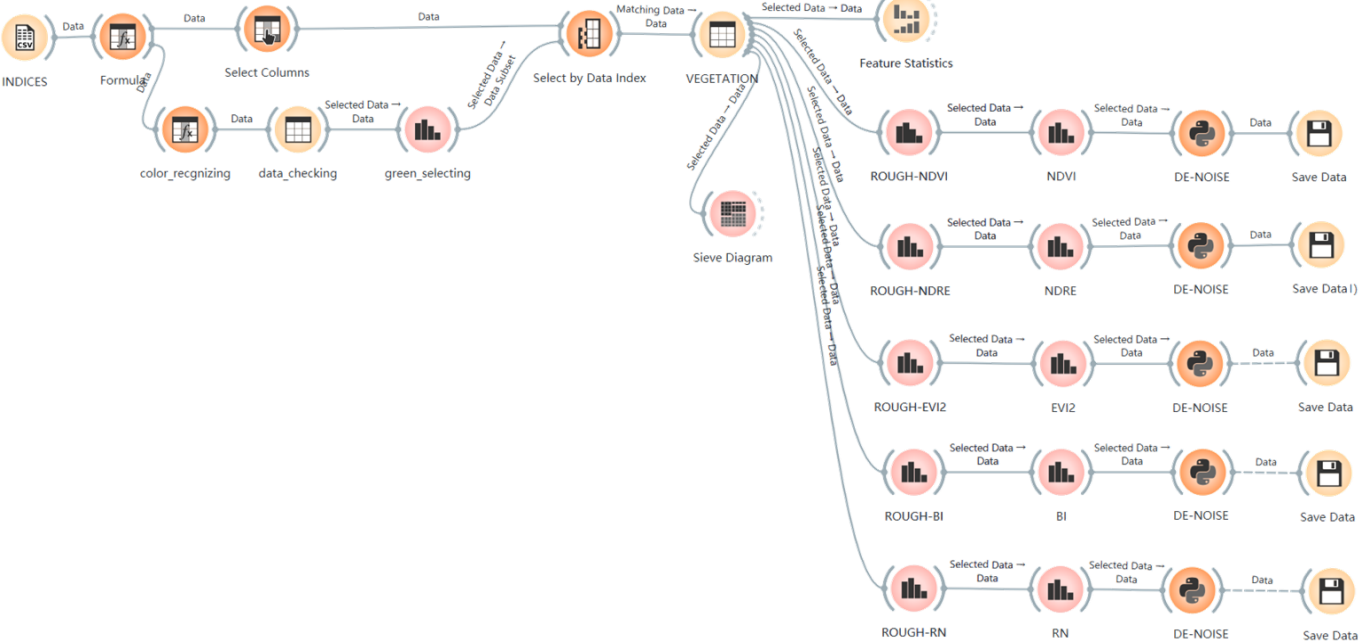 Selected Data → Data
Matching Data →
Data
Data
Data
Data
CSV
fx
INDICES
Formula
Select Columns
Select by Data Index
VEGETATION
Feature Statistics
Data
Selected Data →
Data Subset
Data
Selected Data →
Data
fx
color_recgnizing
data_checking
green_selecting
Selected Data → Data
Sieve Diagram
Selected Data → Data
Selected Data → Data
Selected Data → Data
Selected Data → Data
Selected Data → Data
Selected Data →
Data
Selected Data →
Data
Data
ROUGH-NDVI
NDVI
DE-NOISE
Save Data
Selected Data →
Data
Selected Data →
Data
Data
ROUGH-NDRE
NDRE
DE-NOISE
Save Data I)
Selected Data →
Data
Selected Data →
Data
Data
ROUGH-EVI2
EVI2
DE-NOISE
Save Data
Selected Data →
Data
Selected Data →
Data
Data
ROUGH-BI
BI
DE-NOISE
Save Data
Selected Data →
Data
Selected Data →
Data
Data
ROUGH-RN
RN
DE-NOISE
Save Data